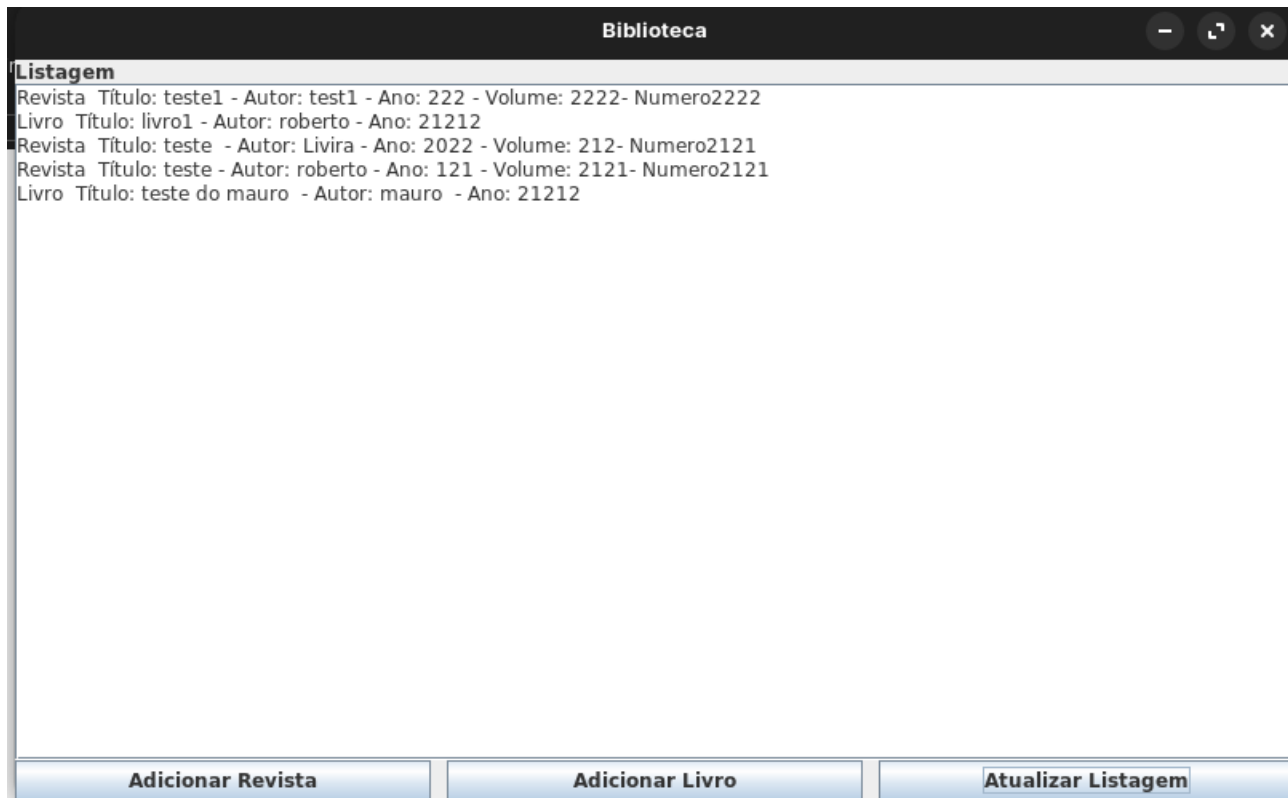 Biblioteca
Listagem
Revista  Título: teste1 - Autor: test1 - Ano: 222 - Volume: 2222- Numero2222
Livro  Título: livro1 - Autor: roberto - Ano: 21212
Revista  Título: teste  - Autor: Livira - Ano: 2022 - Volume: 212- Numero2121
Revista  Título: teste - Autor: roberto - Ano: 121 - Volume: 2121- Numero2121
Livro  Título: teste do mauro  - Autor: mauro  - Ano: 21212
Adicionar Revista
Adicionar Livro
Atualizar Listagem